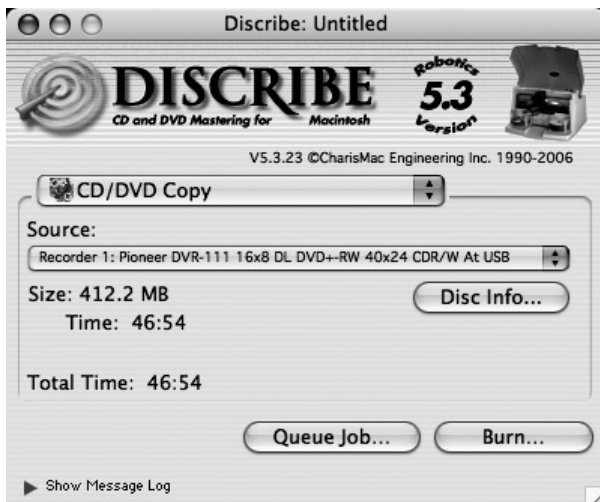 Discribe: Untitled
DISCRIBE
CD and DVD Mastering for Macintosh
Robotics
5.3
Version
V5.3.23 ©CharisMac Engineering Inc. 1990-2006
CD/DVD Copy
Source:
Recorder 1: Pioneer DVR-111 16x8 DL DVD+-RW 40x24 CDR/W At USB
Size: 412.2 MB
Disc Info...
Time: 46:54
Total Time: 46:54
Queue Job...
Burn...
Show Message Log